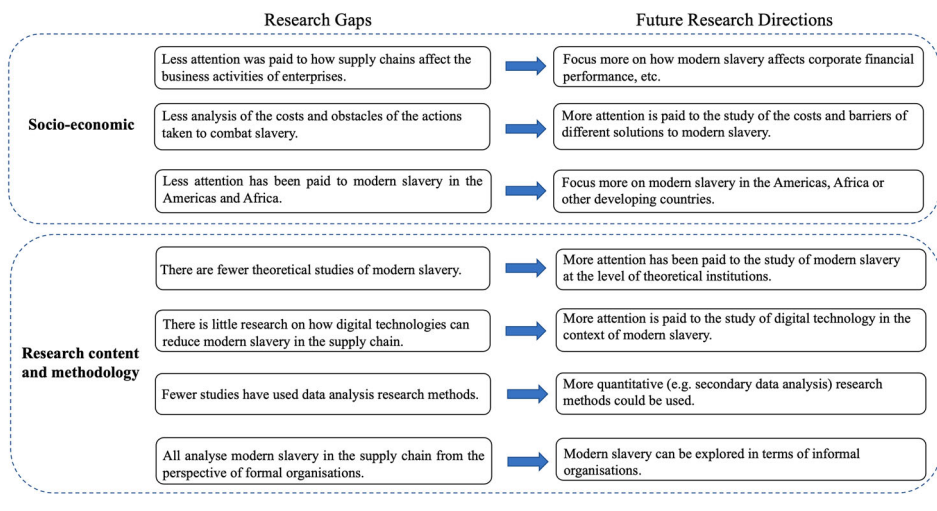 Research Gaps
Future Research Directions
Socio-economic
Less attention was paid to how supply chains affect the
business activities of enterprises.
Focus more on how modern slavery affects corporate financial
performance, etc.
Less analysis of the costs and obstacles of the actions
taken to combat slavery.
More attention is paid to the study of the costs and barriers of
different solutions to modern slavery.
Less attention has been paid to modern slavery in the
Americas and Africa.
Focus more on modern slavery in the Americas, Africa or
other developing countries.
Research content
and methodology
There are fewer theoretical studies of modern slavery.
More attention has been paid to the study of modern slavery
at the level of theoretical institutions.
There is little research on how digital technologies can
reduce modern slavery in the supply chain.
More attention is paid to the study of digital technology in the
context of modern slavery.
Fewer studies have used data analysis research methods.
More quantitative (e.g. secondary data analysis) research
methods could be used.
All analyse modern slavery in the supply chain from the
perspective of formal organisations.
Modern slavery can be explored in terms of informal
organisations.